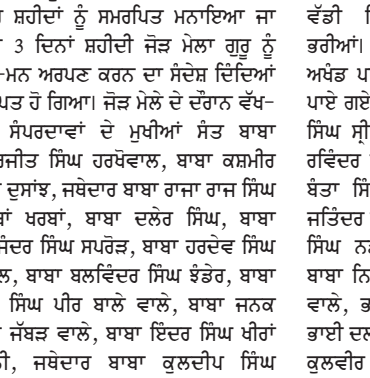 ਸ਼ਹੀਦਾਂ ਨੂੰ ਸਮਰਪਿਤ ਮਨਾਇਆ ਜਾ
3 ਦਿਨਾਂ ਸ਼ਹੀਦੀ ਜੋੜ ਮੇਲਾ ਗੁਰੂ ਨੂੰ
-ਮਨ ਅਰਪਣ ਕਰਨ ਦਾ ਸੰਦੇਸ਼ ਦਿੰਦਿਆਂ
ਪਤ ਹੋ ਗਿਆ। ਜੋੜ ਮੇਲੇ ਦੇ ਦੌਰਾਨ ਵੱਖ-
ਸੰਪਰਦਾਵਾਂ ਦੇ ਮੁਖੀਆਂ ਸੰਤ ਬਾਬਾ
ਰਜੀਤ ਸਿੰਘ ਹਰਖੋਵਾਲ, ਬਾਬਾ ਕਸ਼ਮੀਰ
ਦੁਸਾਂਝ, ਜਥੇਦਾਰ ਬਾਬਾ ਰਾਜਾ ਰਾਜ ਸਿੰਘ
ਬਾਂ ਖਰਬਾਂ, ਬਾਬਾ ਦਲੇਰ ਸਿੰਘ, ਬਾਬਾ
ਜਿੰਦਰ ਸਿੰਘ ਸਪਰੋੜ, ਬਾਬਾ ਹਰਦੇਵ ਸਿੰਘ
ਲ, ਬਾਬਾ ਬਲਵਿੰਦਰ ਸਿੰਘ ਝੰਡੇਰ, ਬਾਬਾ
ਸਿੰਘ ਪੀਰ ਬਾਲੇ ਵਾਲੇ, ਬਾਬਾ ਜਨਕ
ਜੱਬੜ ਵਾਲੇ, ਬਾਬਾ ਇੰਦਰ ਸਿੰਘ ਖੀਰਾਂ
ਜਥੇਦਾਰ ਬਾਬਾ ਕੁਲਦੀਪ ਸਿੰਘ
ਵੱਡੀ
ਭਰੀਆਂ।
ਅਖੰਡ ਪ
ਪਾਏ ਗਏ
ਸਿੰਘ ਸ੍ਰੀ
ਰਵਿੰਦਰ
ਬੰਤਾ ਸਿੰ
ਜਤਿੰਦਰ
ਸਿੰਘ ਨ
ਬਾਬਾ ਨਿ
ਵਾਲੇ, ਭ
ਭਾਈ ਦਲ
ਕੁਲਵੀਰ